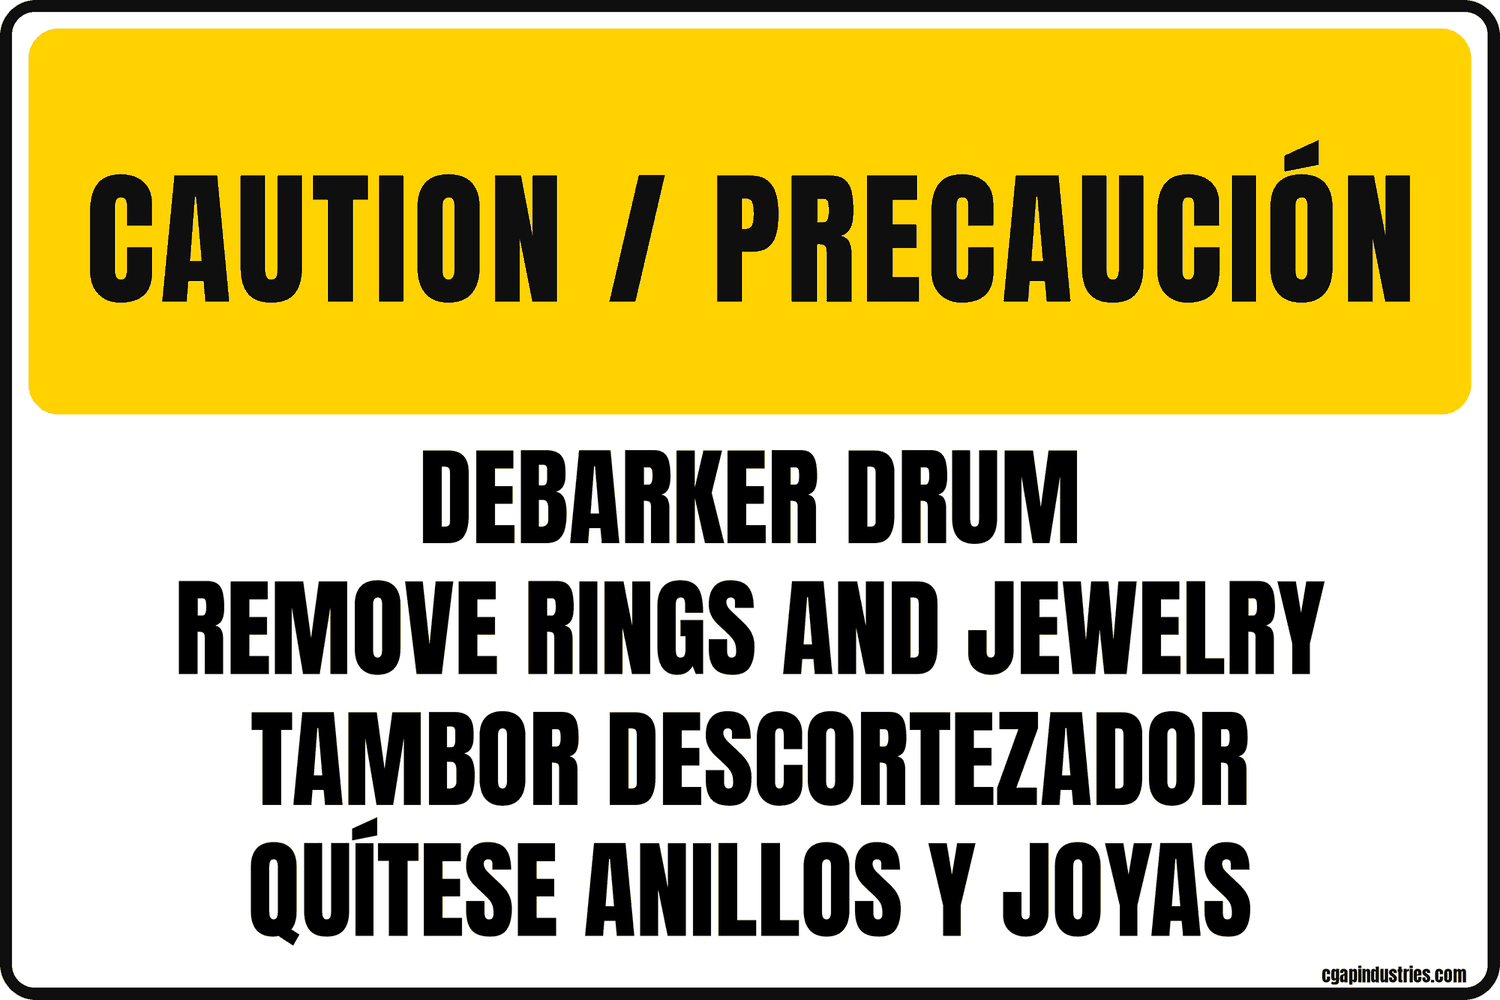 CAUTION / PRECAUCIÓN
DEBARKER DRUM
REMOVE RINGS AND JEWELRY
TAMBOR DESCORTEZADOR
QUÍTESE ANILLOS Y JOYAS
cgapindustries.com